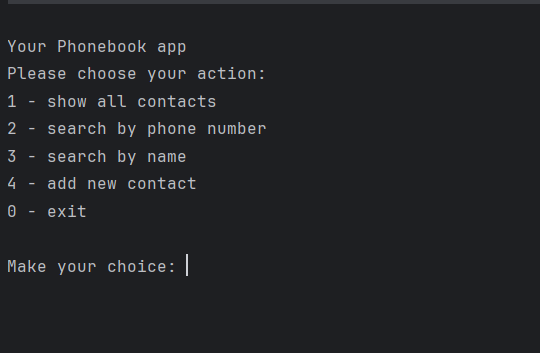 Your Phonebook app
Please choose your action:
1 - show all contacts
2 - search by phone number
3 - search by name
4 - add new contact
0 - exit
Make your choice: